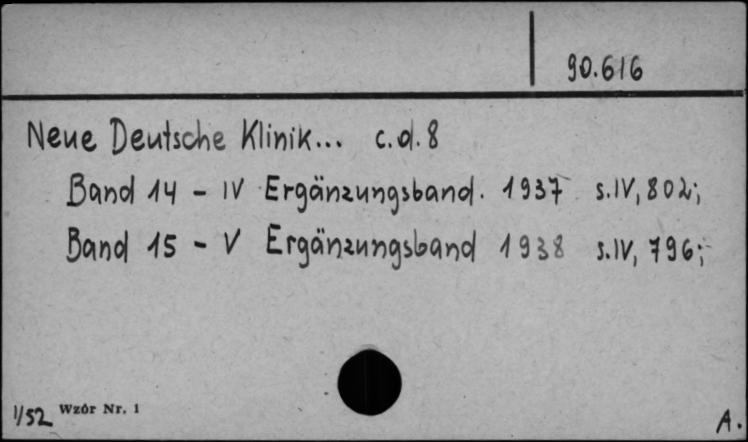 90.616
Neue Deutsche Klinik... c.d. 8
Band 14 - IV Ergänzungsband. 1937 s.IV, 802;
Band 15 - V Ergänzungsband 1938 s.IV, 796;
1/52 Wzór Nr. 1
A.